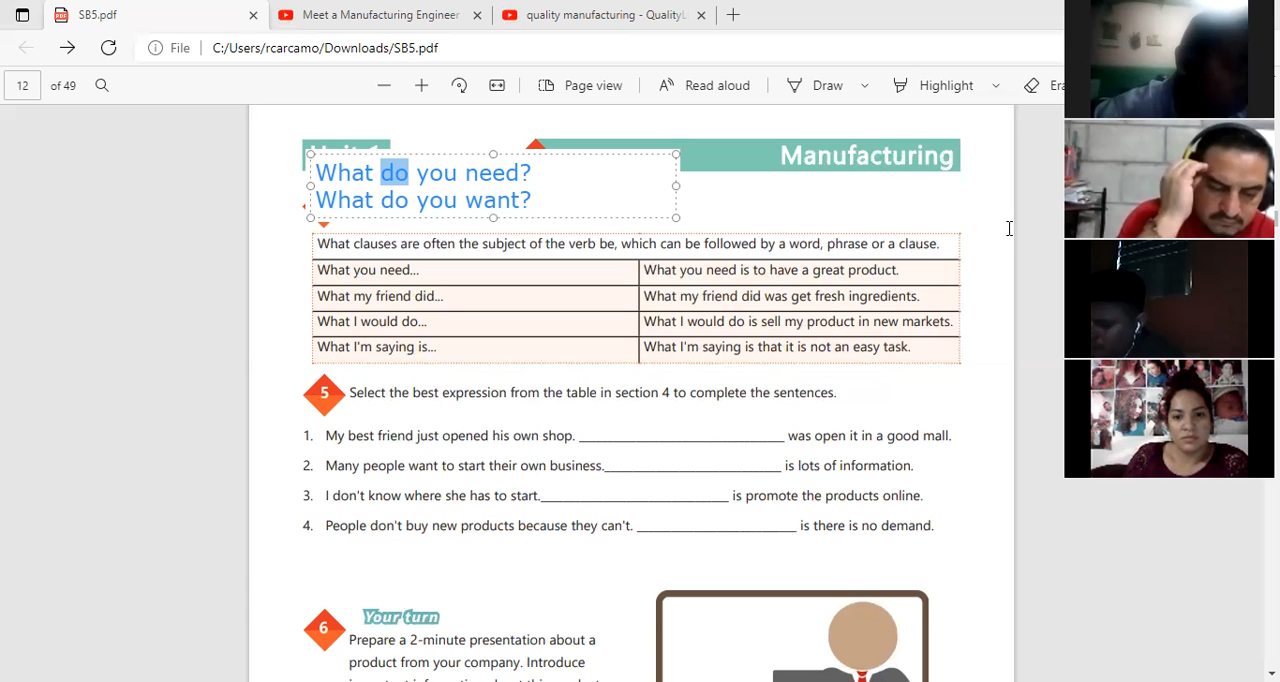 SB5.pdf
Meet a Manufacturing Engineer
quality manufacturing - QualityL
File
C:/Users/rcarcamo/Downloads/SB5.pdf
12
of 49
Page view
Read aloud
Draw
Highlight
Era
Manufacturing
What do you need?
What do you want?
What clauses are often the subject of the verb be, which can be followed by a word, phrase or a clause.
What you need...
What you need is to have a great product.
What my friend did...
What my friend did was get fresh ingredients.
What I would do...
What I would do is sell my product in new markets.
What I'm saying is...
What I'm saying is that it is not an easy task.
5
Select the best expression from the table in section 4 to complete the sentences.
1. My best friend just opened his own shop. ____________________ was open it in a good mall.
2. Many people want to start their own business.____________________ is lots of information.
3. I don't know where she has to start.____________________ is promote the products online.
4. People don't buy new products because they can't. ____________________ is there is no demand.
6
Your turn
Prepare a 2-minute presentation about a
product from your company. Introduce